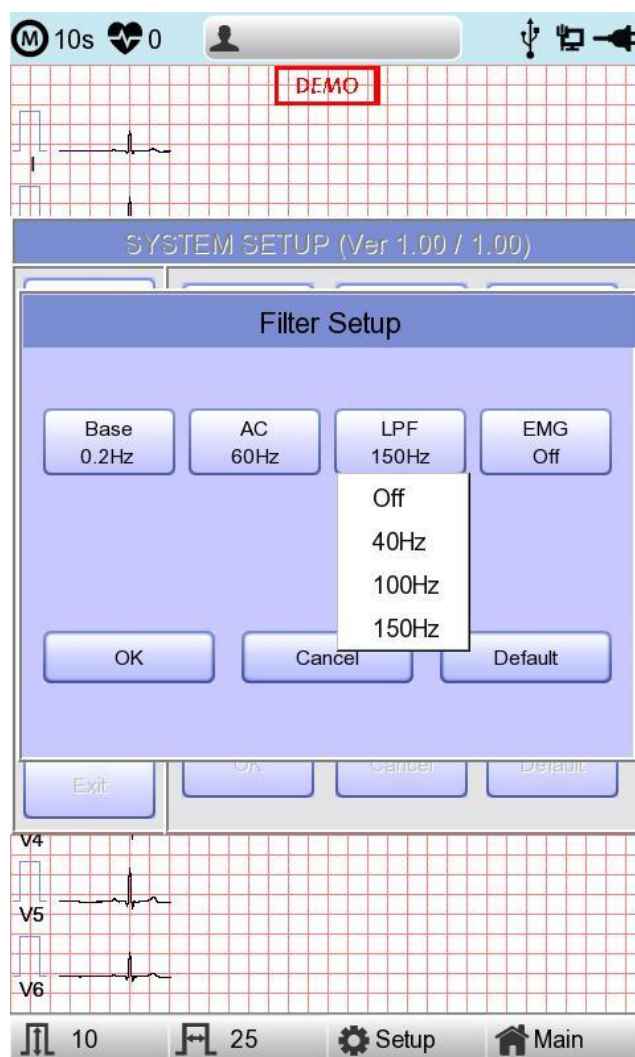 M 10s 0
DEMO
I
SYSTEM SETUP (Ver 1.00 / 1.00)
Filter Setup
Base AC LPF EMG
0.2Hz 60Hz 150Hz Off
Off
40Hz
100Hz
150Hz
OK Cancel Default
Exit OK Cancel Default
V4
V5
V6
10 25 Setup Main